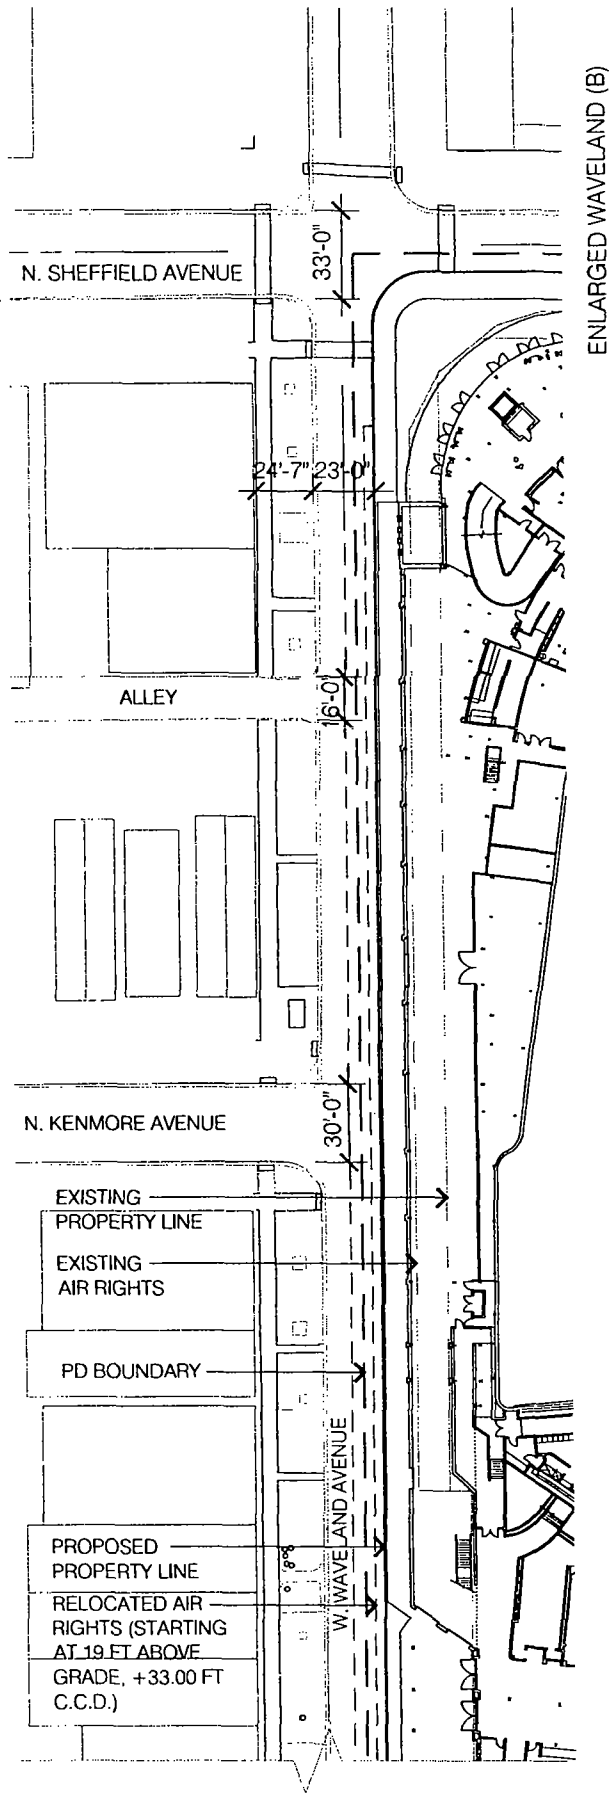 ENLARGED WAVELAND (B)
N. SHEFFIELD AVENUE
33'-0"
24'-7"
23'-0"
ALLEY
16'-0"
N. KENMORE AVENUE
30'-0"
EXISTING
PROPERTY LINE
EXISTING
AIR RIGHTS
PD BOUNDARY
W. WAVELAND AVENUE
PROPOSED
PROPERTY LINE
RELOCATED AIR
RIGHTS (STARTING
AT 19 FT ABOVE
GRADE, +33.00 FT
C.C.D.)